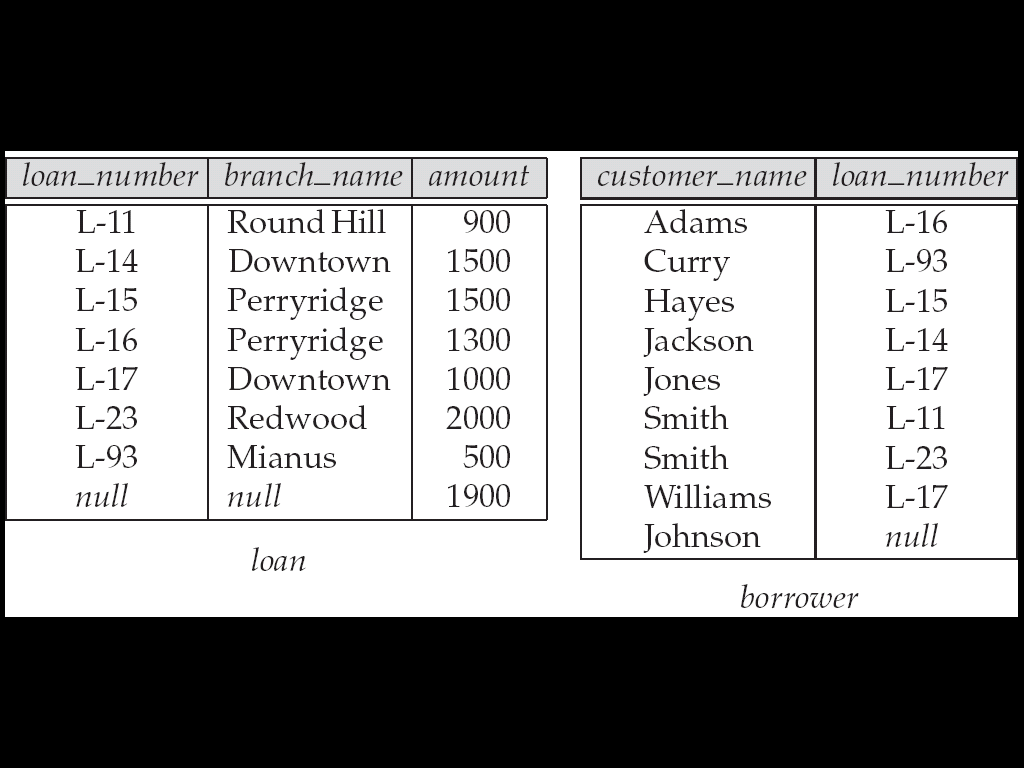 loan_number branch_name amount
L-11 Round Hill 900
L-14 Downtown 1500
L-15 Perryridge 1500
L-16 Perryridge 1300
L-17 Downtown 1000
L-23 Redwood 2000
L-93 Mianus 500
null null 1900
loan
customer_name loan_number
Adams L-16
Curry L-93
Hayes L-15
Jackson L-14
Jones L-17
Smith L-11
Smith L-23
Williams L-17
Johnson null
borrower